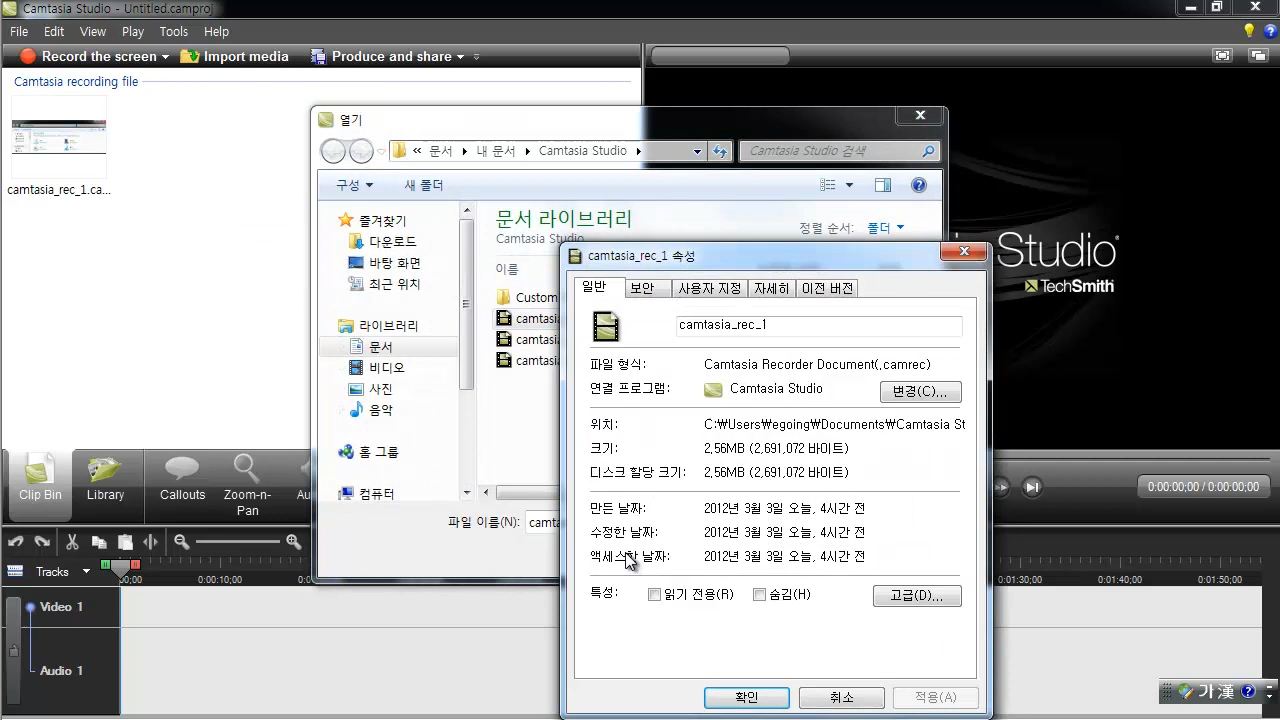 Camtasia Studio - Untitled.camproj
File Edit View Play Tools Help
Record the screen Import media Produce and share
Camtasia recording file
camtasia_rec_1.ca...
열기
« 문서 내 문서 Camtasia Studio
Camtasia Studio 검색
구성 새 폴더
즐겨찾기
다운로드
바탕 화면
최근 위치
라이브러리
문서
비디오
사진
음악
홈 그룹
컴퓨터
문서 라이브러리
Camtasia Studio
정렬 순서: 폴더
이름
Custom
camtasia
camtasia
camtasia
파일 이름(N): camta
camtasia_rec_1 속성
일반 보안 사용자 지정 자세히 이전 버전
camtasia_rec_1
파일 형식: Camtasia Recorder Document(.camrec)
연결 프로그램: Camtasia Studio 변경(C)...
위치: C:\Users\egoing\Documents\Camtasia St
크기: 2.56MB (2,691,072 바이트)
디스크 할당 크기: 2.56MB (2,691,072 바이트)
만든 날짜: 2012년 3월 3일 오늘, 4시간 전
수정한 날짜: 2012년 3월 3일 오늘, 4시간 전
액세스한 날짜: 2012년 3월 3일 오늘, 4시간 전
특성: 읽기 전용(R) 숨김(H) 고급(D)...
확인 취소 적용(A)
Studio
TechSmith
Clip Bin Library Callouts Zoom-n-Pan Au
0:00:00;00 / 0:00:00;00
Tracks
00;00 0:00:10;00 0:00:2 01:30;00 0:01:40;00 0:01:50;00
Video 1
Audio 1
가 漢